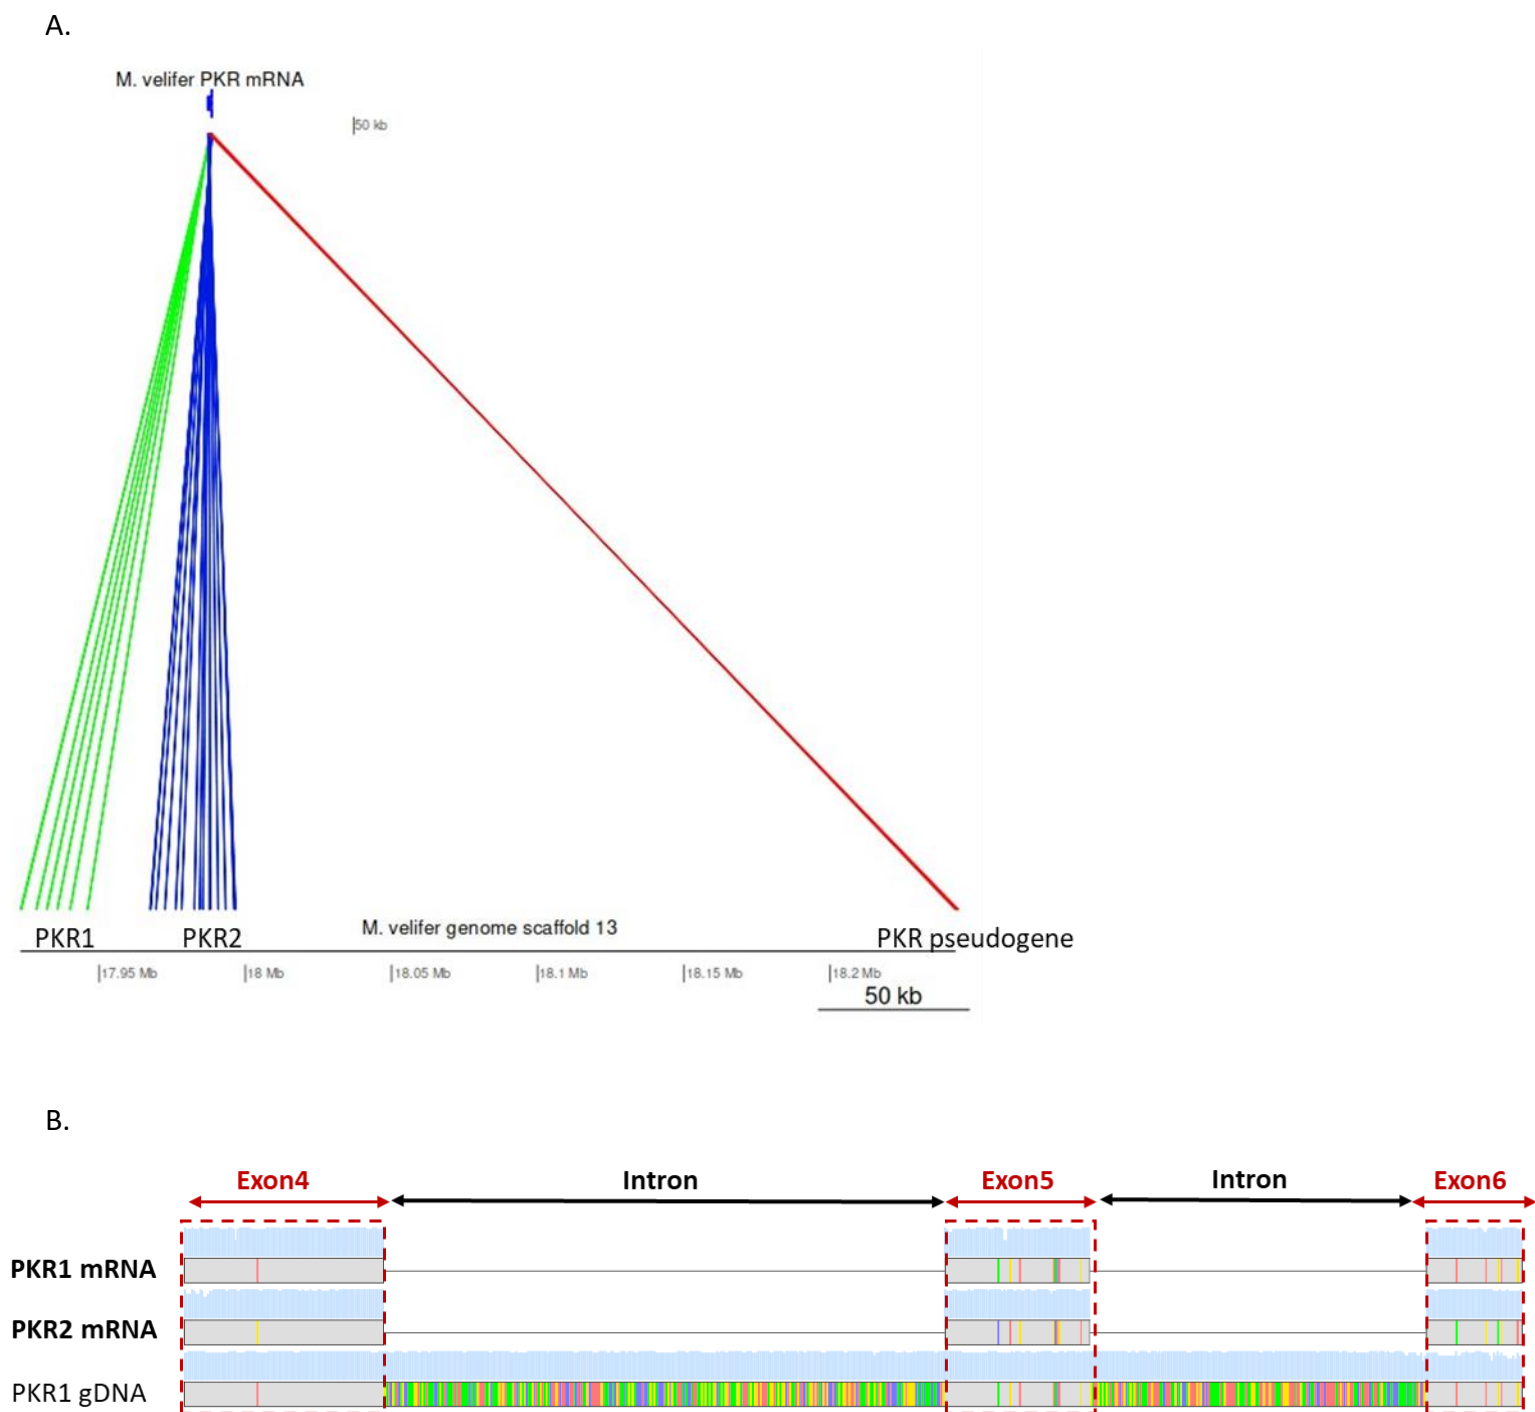 A.
M. velifer PKR mRNA
50 kb
M. velifer genome scaffold 13
PKR1
PKR2
PKR pseudogene
17.95 Mb
18 Mb
18.05 Mb
18.1 Mb
18.15 Mb
18.2 Mb
50 kb
B.
Exon4
Intron
Exon5
Intron
Exon6
PKR1 mRNA
PKR2 mRNA
PKR1 gDNA